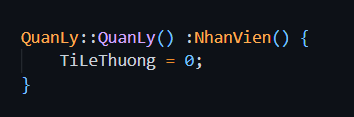 QuanLy::QuanLy() :NhanVien() {
    TiLeThuong = 0;
}